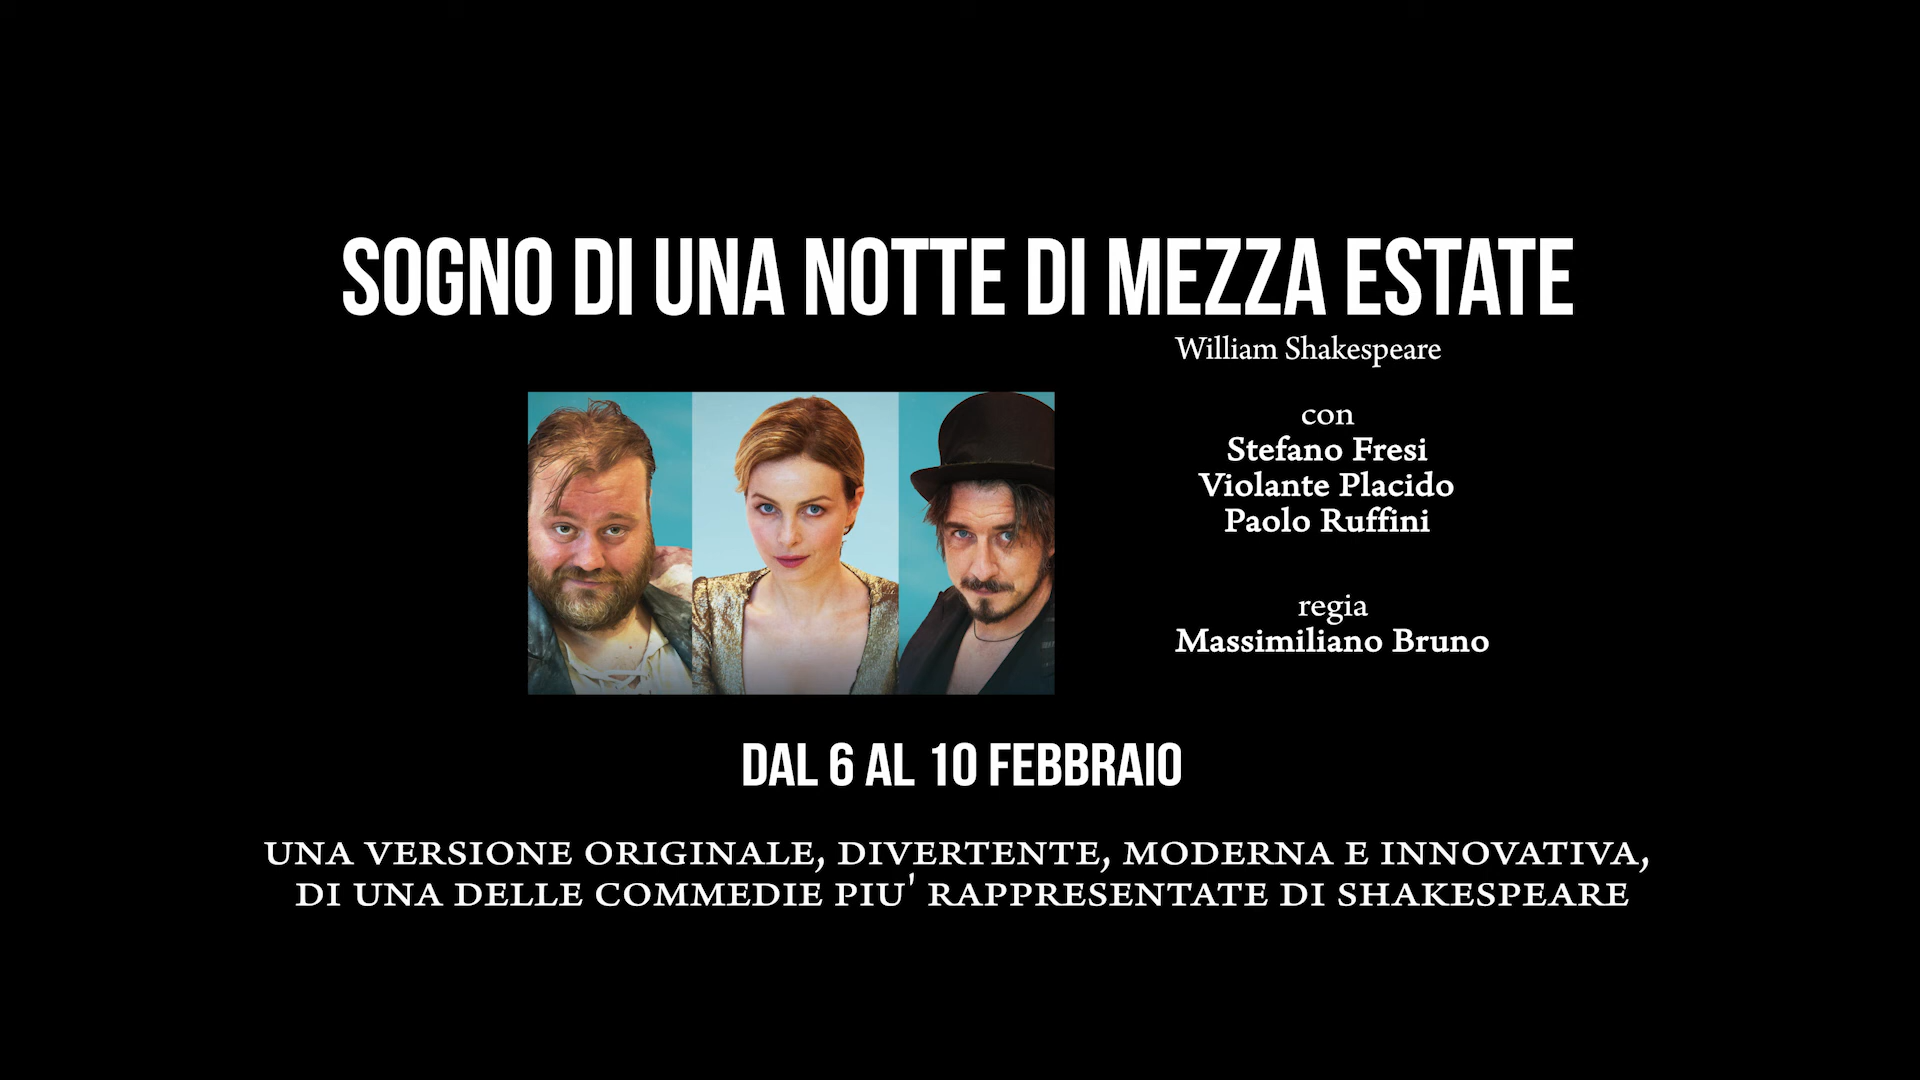 SOGNO DI UNA NOTTE DI MEZZA ESTATE
William Shakespeare
con
Stefano Fresi
Violante Placido
Paolo Ruffini
regia
Massimiliano Bruno
DAL 6 AL 10 FEBBRAIO
UNA VERSIONE ORIGINALE, DIVERTENTE, MODERNA E INNOVATIVA,
DI UNA DELLE COMMEDIE PIU' RAPPRESENTATE DI SHAKESPEARE